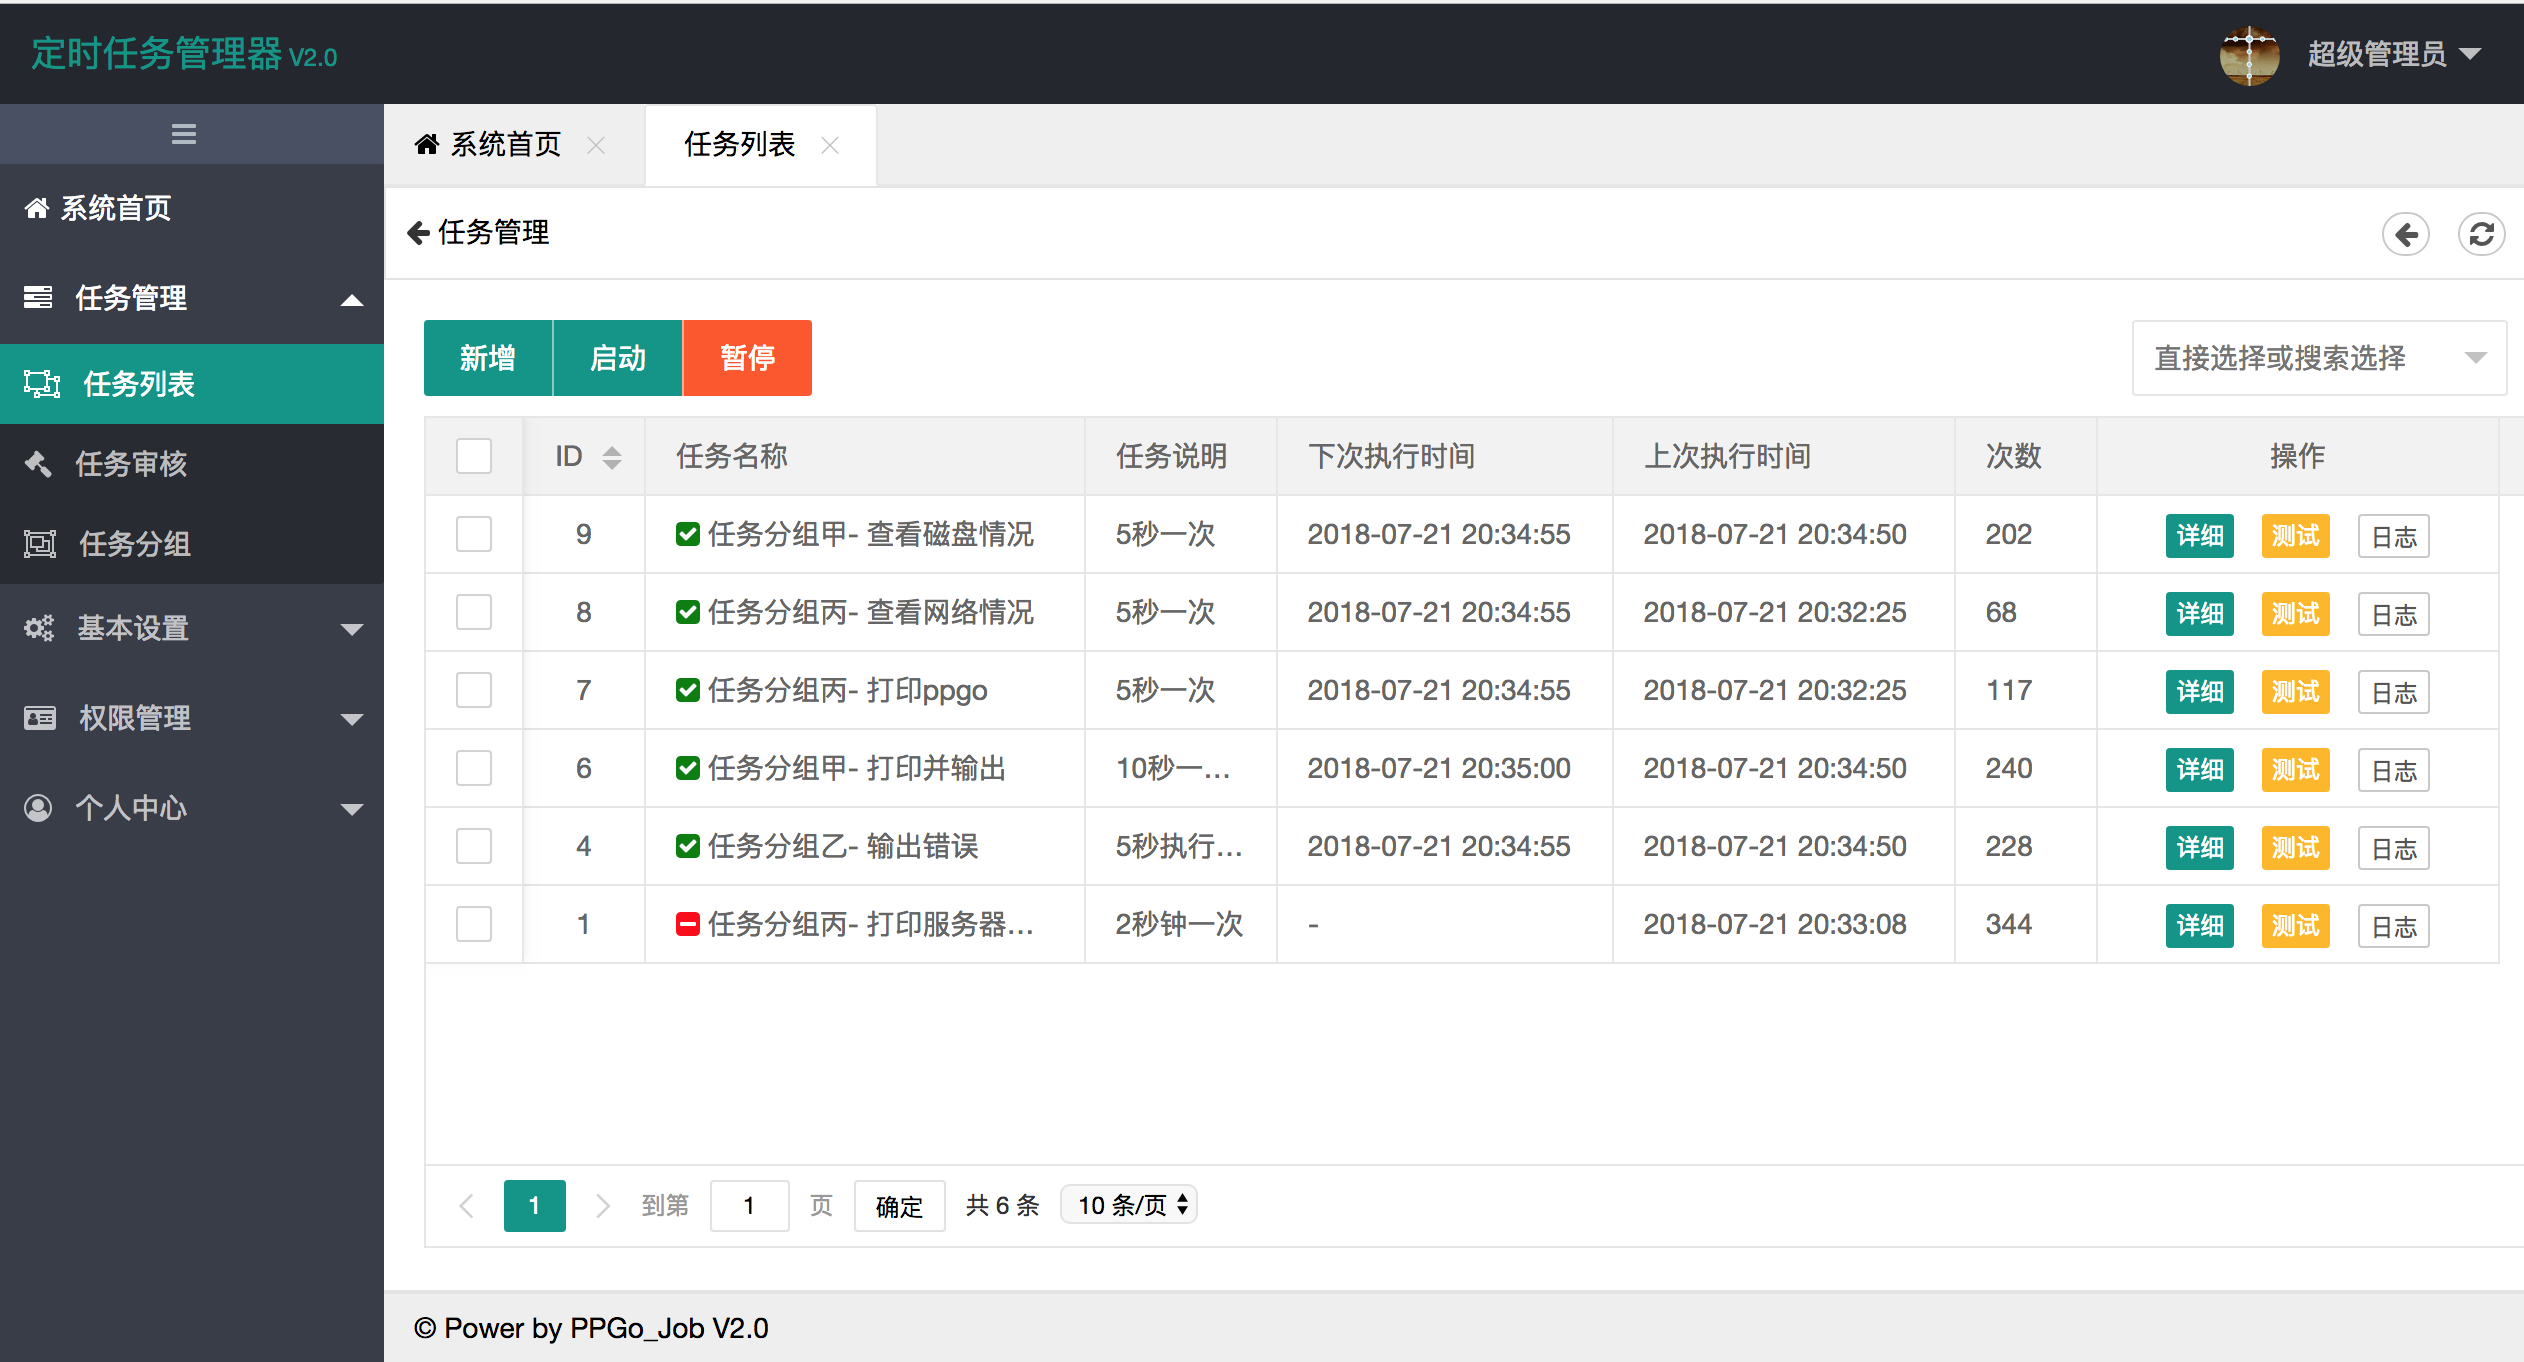 定时任务管理器 V2.0
超级管理员
系统首页
任务管理
任务列表
任务审核
任务分组
基本设置
权限管理
个人中心
系统首页 任务列表
任务管理
新增 启动 暂停
直接选择或搜索选择
ID 任务名称 任务说明 下次执行时间 上次执行时间 次数 操作
9 任务分组甲- 查看磁盘情况 5秒一次 2018-07-21 20:34:55 2018-07-21 20:34:50 202 详细 测试 日志
8 任务分组丙- 查看网络情况 5秒一次 2018-07-21 20:34:55 2018-07-21 20:32:25 68 详细 测试 日志
7 任务分组丙- 打印ppgo 5秒一次 2018-07-21 20:34:55 2018-07-21 20:32:25 117 详细 测试 日志
6 任务分组甲- 打印并输出 10秒一... 2018-07-21 20:35:00 2018-07-21 20:34:50 240 详细 测试 日志
4 任务分组乙- 输出错误 5秒执行... 2018-07-21 20:34:55 2018-07-21 20:34:50 228 详细 测试 日志
1 任务分组丙- 打印服务器... 2秒钟一次 - 2018-07-21 20:33:08 344 详细 测试 日志
1 到第 1 页 确定 共 6 条 10 条/页
© Power by PPGo_Job V2.0